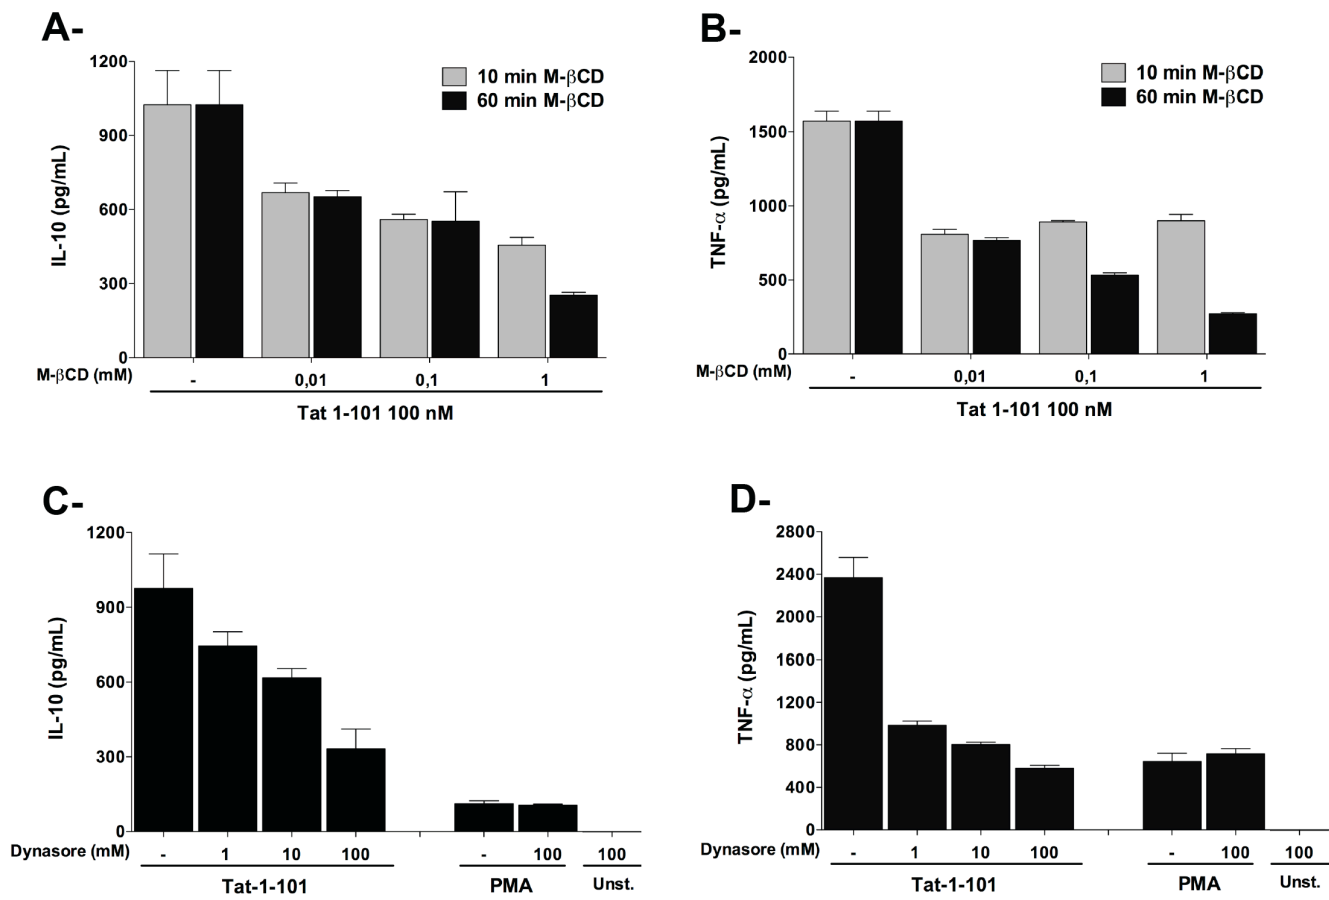 A-
1200
900
600
300
0
IL-10 (pg/mL)
10 min M-βCD
60 min M-βCD
M-βCD (mM)
- 0,01 0,1 1
Tat 1-101 100 nM
B-
2000
1500
1000
500
0
TNF-α (pg/mL)
10 min M-βCD
60 min M-βCD
M-βCD (mM)
- 0,01 0,1 1
Tat 1-101 100 nM
C-
1200
900
600
300
0
IL-10 (pg/mL)
Dynasore (mM)
- 1 10 100 - 100 100
Tat-1-101 PMA Unst.
D-
2800
2400
2000
1600
1200
800
400
0
TNF-α (pg/mL)
Dynasore (mM)
- 1 10 100 - 100 100
Tat-1-101 PMA Unst.